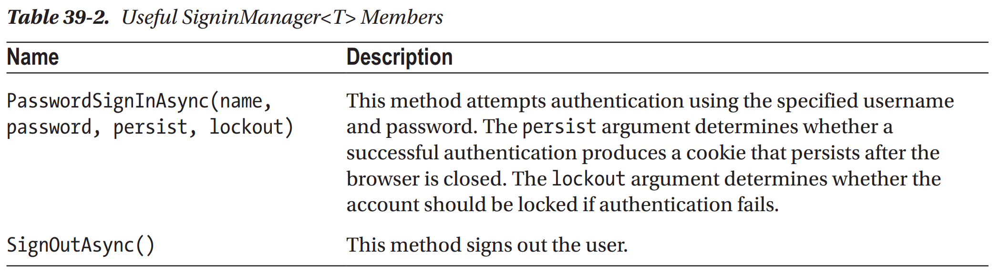 Table 39-2. Useful SigninManager<T> Members
Name Description
PasswordSignInAsync(name, This method attempts authentication using the specified username
password, persist, lockout) and password. The persist argument determines whether a
successful authentication produces a cookie that persists after the
browser is closed. The lockout argument determines whether the
account should be locked if authentication fails.
SignOutAsync() This method signs out the user.